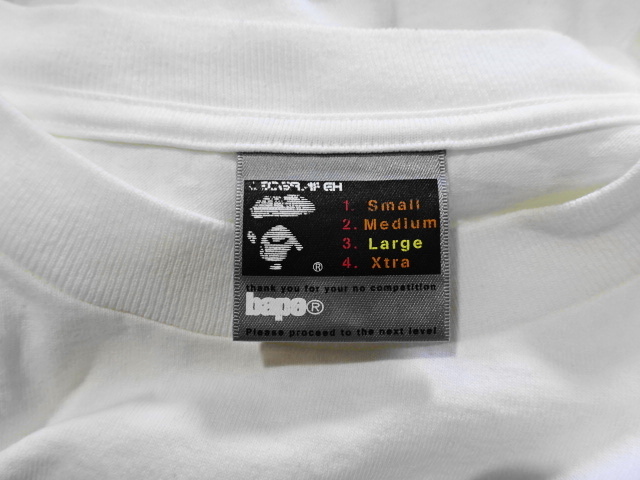 1. Small
2. Medium
3. Large
4. Xtra
®
thank you for your no competition
bape®
Please proceed to the next level